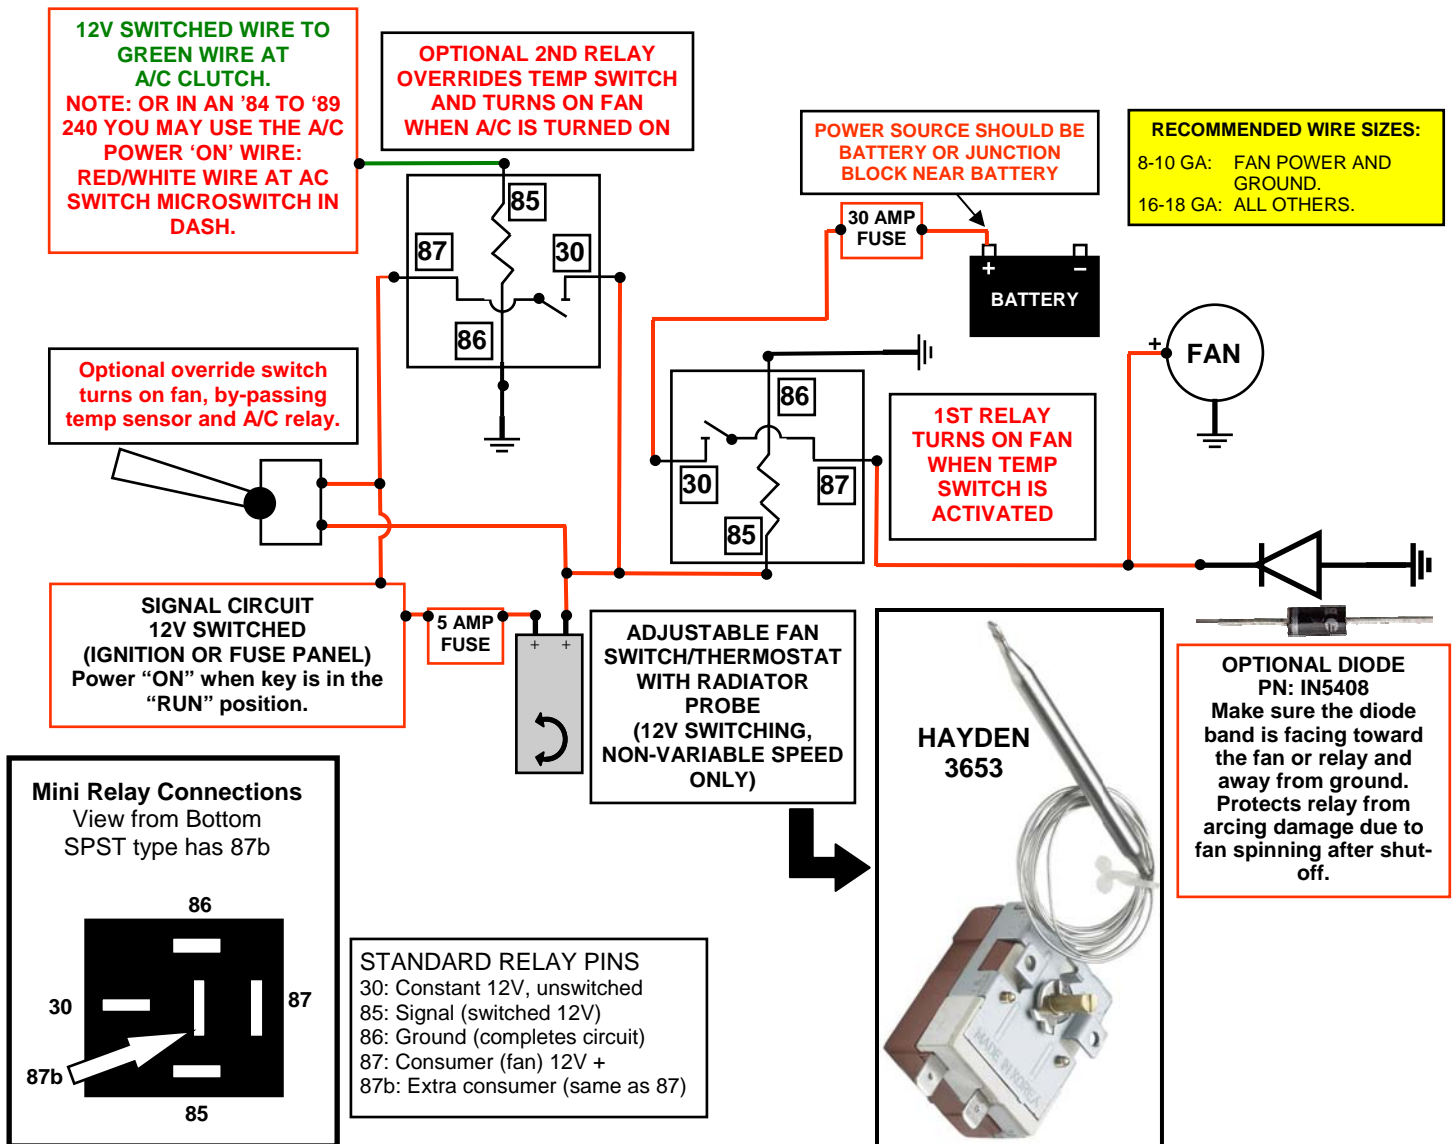 12V SWITCHED WIRE TO
GREEN WIRE AT
A/C CLUTCH.
NOTE: OR IN AN ’84 TO ‘89
240 YOU MAY USE THE A/C
POWER ‘ON’ WIRE:
RED/WHITE WIRE AT AC
SWITCH MICROSWITCH IN
DASH.
OPTIONAL 2ND RELAY
OVERRIDES TEMP SWITCH
AND TURNS ON FAN
WHEN A/C IS TURNED ON
POWER SOURCE SHOULD BE
BATTERY OR JUNCTION
BLOCK NEAR BATTERY
RECOMMENDED WIRE SIZES:
8-10 GA: FAN POWER AND
GROUND.
16-18 GA: ALL OTHERS.
85
87
30
86
30 AMP
FUSE
+ –
BATTERY
+
FAN
Optional override switch
turns on fan, by-passing
temp sensor and A/C relay.
86
30
87
85
1ST RELAY
TURNS ON FAN
WHEN TEMP
SWITCH IS
ACTIVATED
SIGNAL CIRCUIT
12V SWITCHED
(IGNITION OR FUSE PANEL)
Power “ON” when key is in the
“RUN” position.
5 AMP
FUSE
+ +
ADJUSTABLE FAN
SWITCH/THERMOSTAT
WITH RADIATOR
PROBE
(12V SWITCHING,
NON-VARIABLE SPEED
ONLY)
HAYDEN
3653
MADE IN KOREA
OPTIONAL DIODE
PN: IN5408
Make sure the diode
band is facing toward
the fan or relay and
away from ground.
Protects relay from
arcing damage due to
fan spinning after shut-
off.
Mini Relay Connections
View from Bottom
SPST type has 87b
86
30
87
87b
85
STANDARD RELAY PINS
30: Constant 12V, unswitched
85: Signal (switched 12V)
86: Ground (completes circuit)
87: Consumer (fan) 12V +
87b: Extra consumer (same as 87)